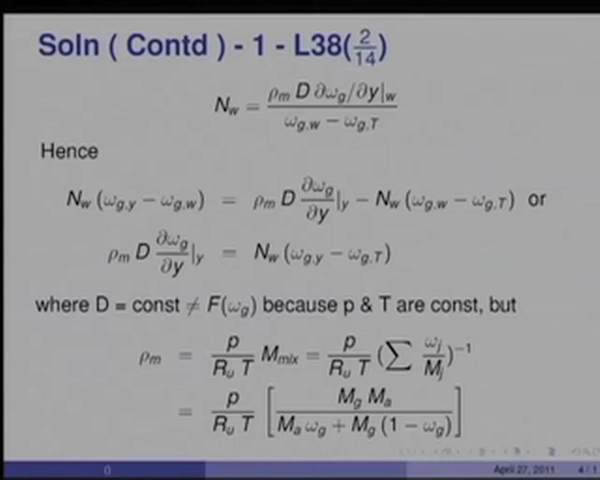 Soln ( Contd ) - 1 - L38(2/14)
N_w = ρ_m D ∂ω_g/∂y|_w / (ω_g,w − ω_g,T)
Hence
N_w (ω_g,y − ω_g,w) = ρ_m D ∂ω_g/∂y |_y − N_w (ω_g,w − ω_g,T) or
ρ_m D ∂ω_g/∂y |_y = N_w (ω_g,y − ω_g,T)
where D = const ≠ F(ω_g) because p & T are const, but
ρ_m = p/(R_u T) M_mix = p/(R_u T) (∑ ω_j/M_j)^−1
= p/(R_u T) [ M_g M_a / (M_a ω_g + M_g (1 − ω_g)) ]
() April 27, 2011 4 / 1